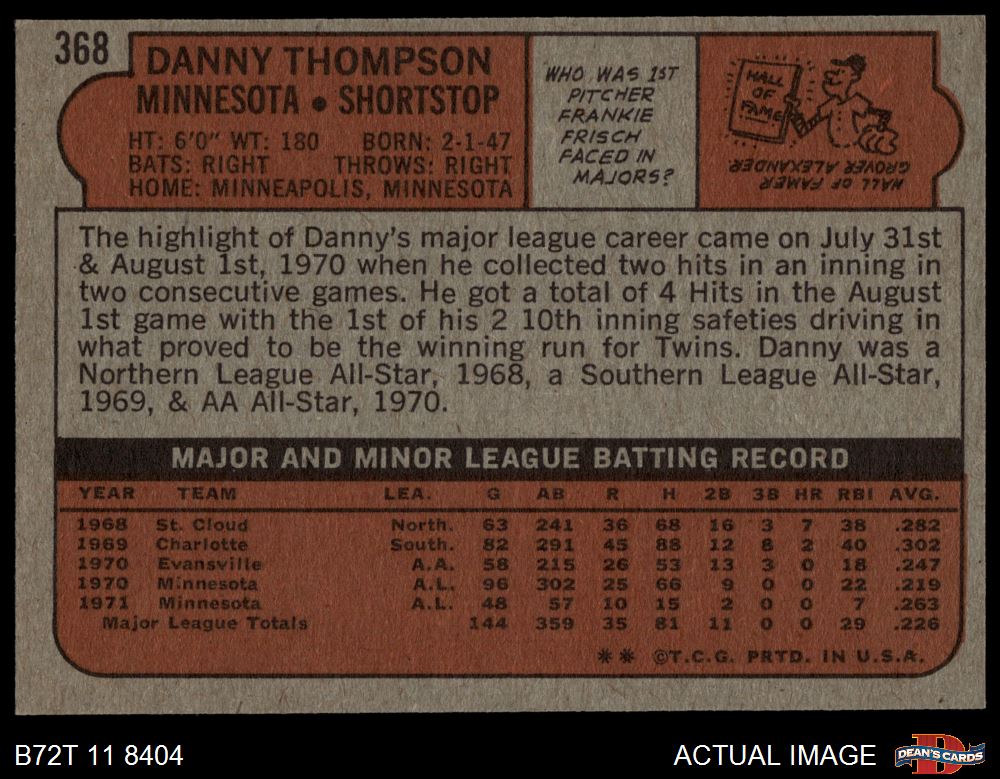 368
DANNY THOMPSON
MINNESOTA • SHORTSTOP
HT: 6'0" WT: 180 BORN: 2-1-47
BATS: RIGHT THROWS: RIGHT
HOME: MINNEAPOLIS, MINNESOTA
WHO WAS 1ST
PITCHER
FRANKIE
FRISCH
FACED IN
MAJORS?
HALL
OF
FAME
HALL OF FAMER
GROVER ALEXANDER
The highlight of Danny's major league career came on July 31st
& August 1st, 1970 when he collected two hits in an inning in
two consecutive games. He got a total of 4 Hits in the August
1st game with the 1st of his 2 10th inning safeties driving in
what proved to be the winning run for Twins. Danny was a
Northern League All-Star, 1968, a Southern League All-Star,
1969, & AA All-Star, 1970.
MAJOR AND MINOR LEAGUE BATTING RECORD
YEAR TEAM LEA. G AB R H 2B 3B HR RBI AVG.
1968 St. Cloud North. 63 241 36 68 16 3 7 38 .282
1969 Charlotte South. 82 291 45 88 12 8 2 40 .302
1970 Evansville A.A. 58 215 26 53 13 3 0 18 .247
1970 Minnesota A.L. 96 302 25 66 9 0 0 22 .219
1971 Minnesota A.L. 48 57 10 15 2 0 0 7 .263
Major League Totals 144 359 35 81 11 0 0 29 .226
** ©T.C.G. PRTD. IN U.S.A.
B72T 11 8404
ACTUAL IMAGE
DEAN'S CARDS